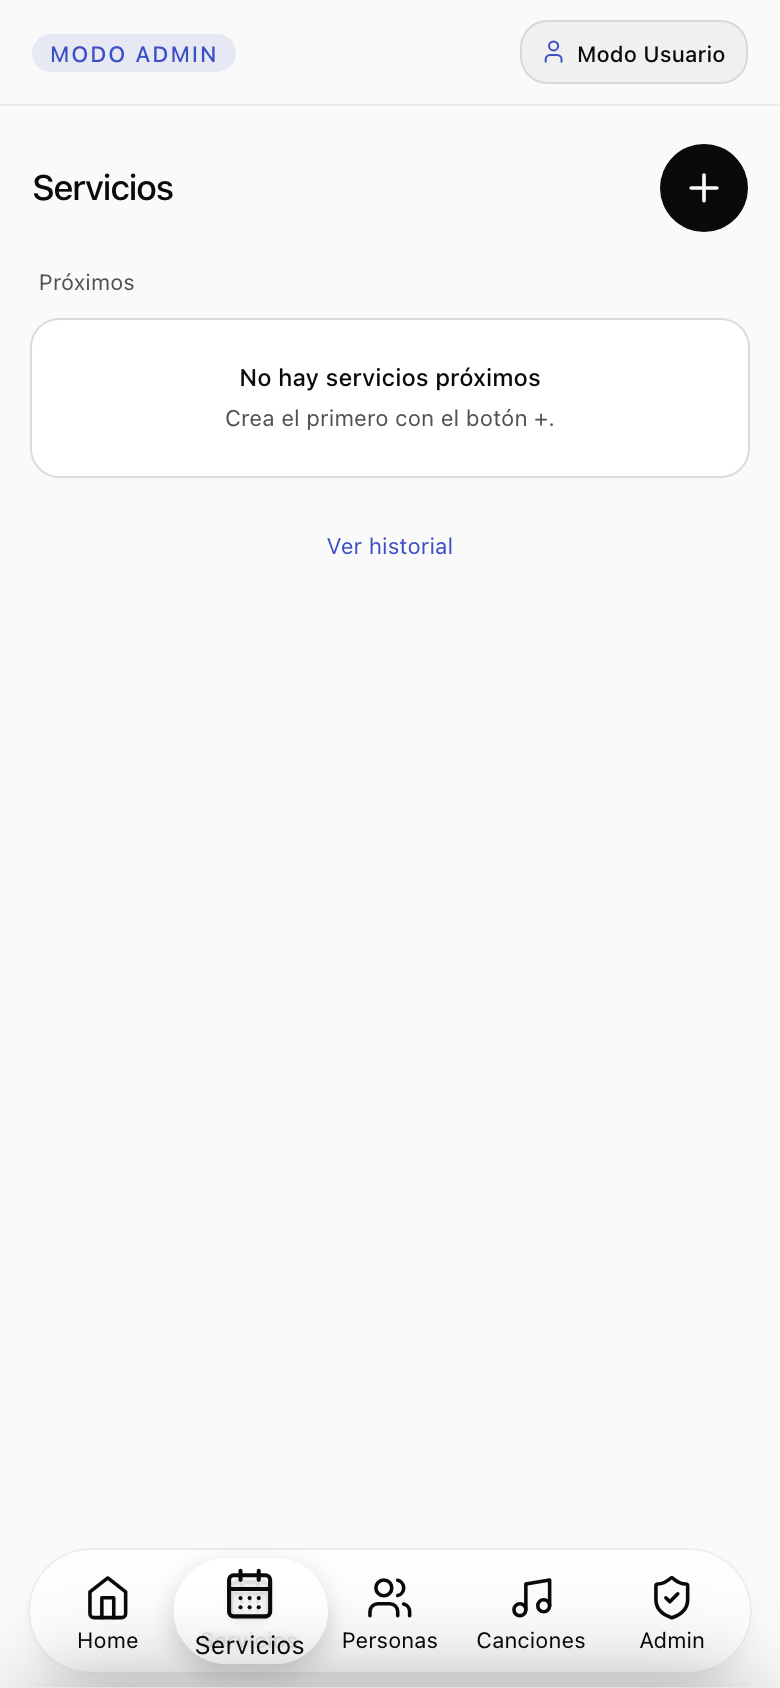 MODO ADMIN
Modo Usuario
Servicios
Próximos
No hay servicios próximos
Crea el primero con el botón +.
Ver historial
Home
Servicios
Personas
Canciones
Admin